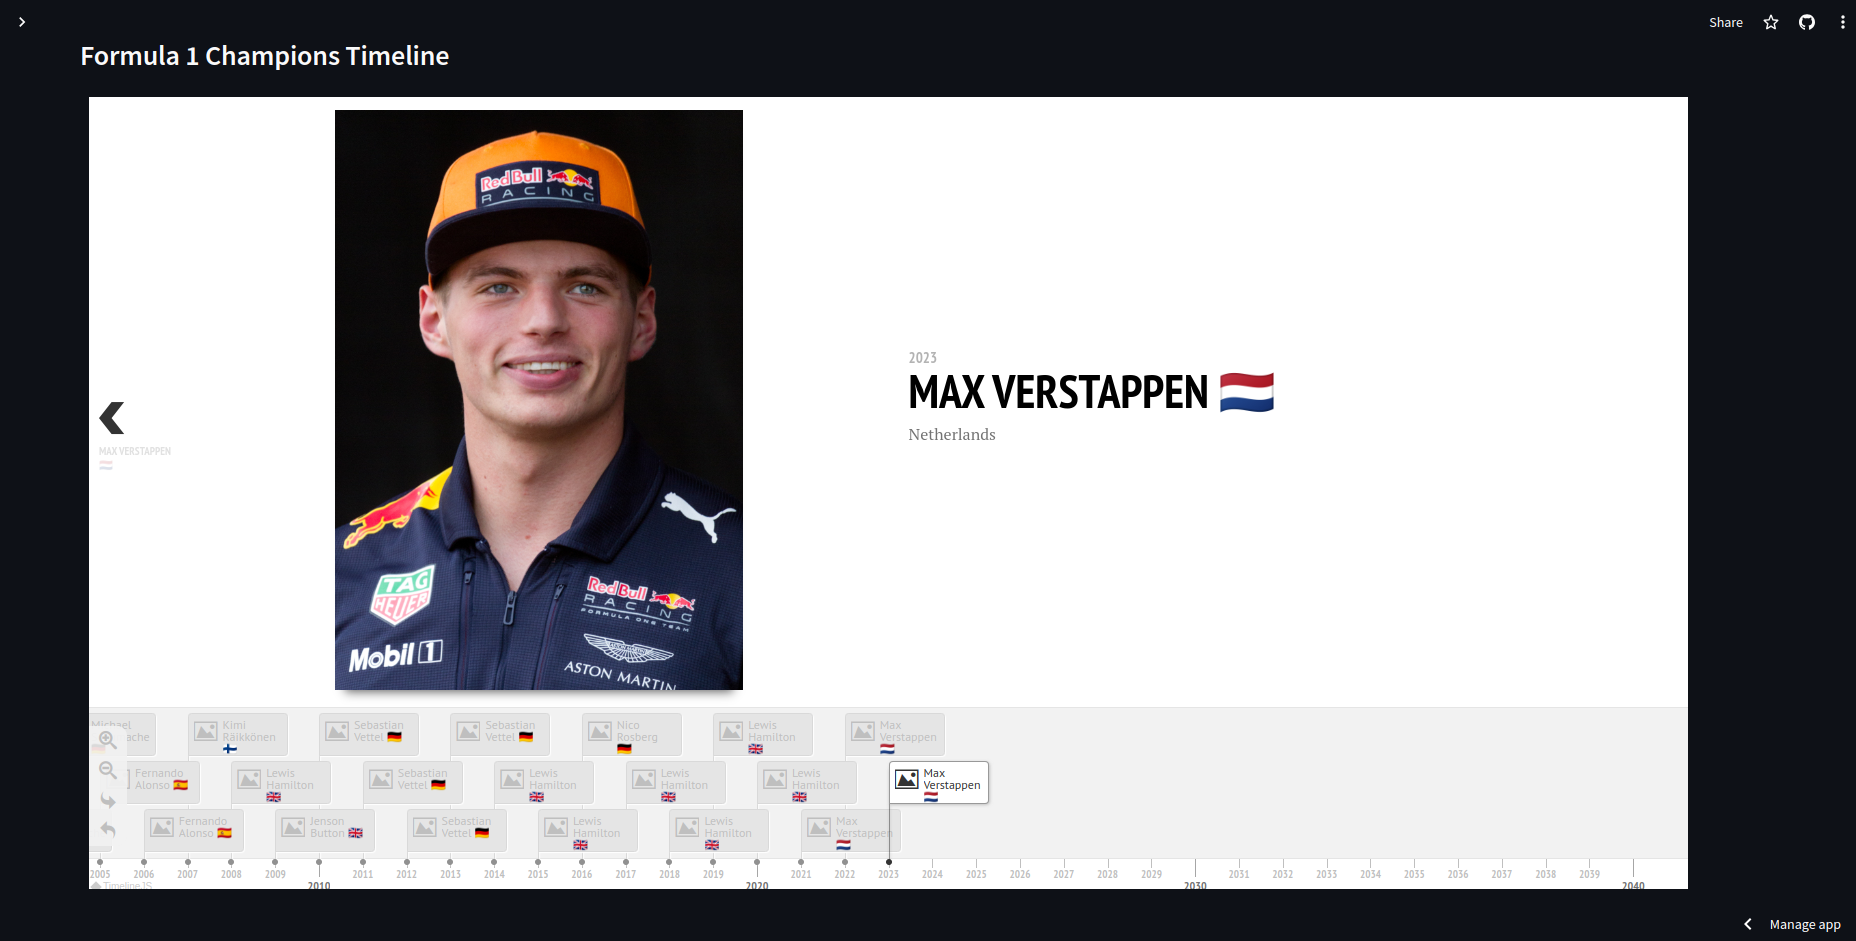 Share
Formula 1 Champions Timeline
Red Bull
RACING
TAG
HEUER
Mobil 1
Red Bull
RACING
FORMULA ONE TEAM
ASTON MARTIN
MAX VERSTAPPEN
2023
MAX VERSTAPPEN 🇳🇱
Netherlands
Michael
Kimi
Räikkönen
Sebastian
Vettel
Sebastian
Vettel
Nico
Rosberg
Lewis
Hamilton
Max
Verstappen
Fernando
Alonso
Lewis
Hamilton
Sebastian
Vettel
Lewis
Hamilton
Lewis
Hamilton
Lewis
Hamilton
Max
Verstappen
Fernando
Alonso
Jenson
Button
Sebastian
Vettel
Lewis
Hamilton
Lewis
Hamilton
Max
Verstappen
2005 2006 2007 2008 2009 2010 2011 2012 2013 2014 2015 2016 2017 2018 2019 2020 2021 2022 2023 2024 2025 2026 2027 2028 2029 2030 2031 2032 2033 2034 2035 2036 2037 2038 2039 2040
TimelineJS
Manage app